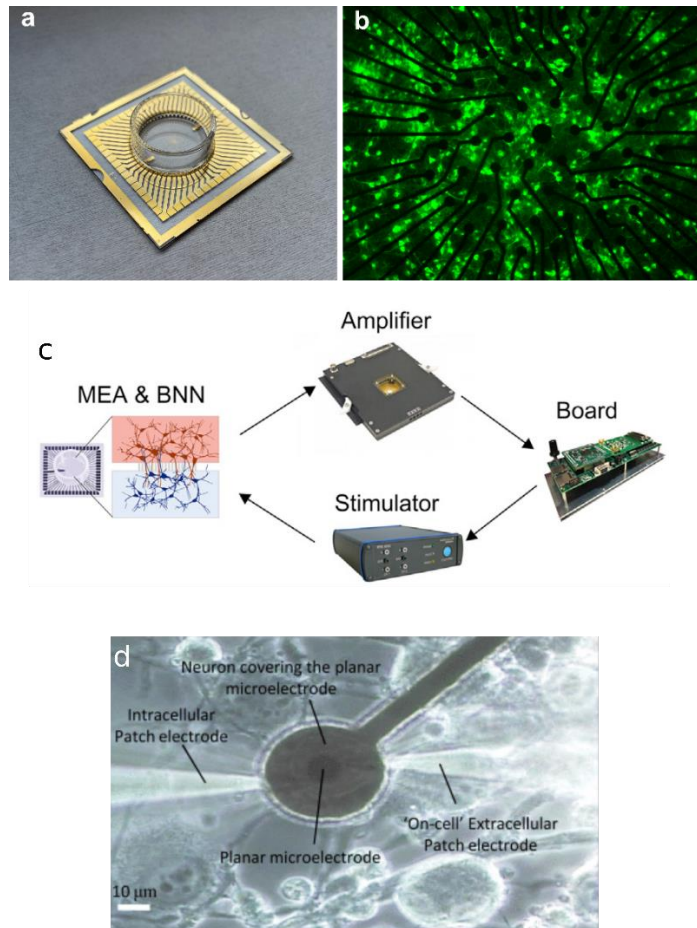 a
b
c
Amplifier
MEA & BNN
Board
Stimulator
d
Neuron covering the planar
microelectrode
Intracellular
Patch electrode
'On-cell' Extracellular
Patch electrode
Planar microelectrode
10 μm